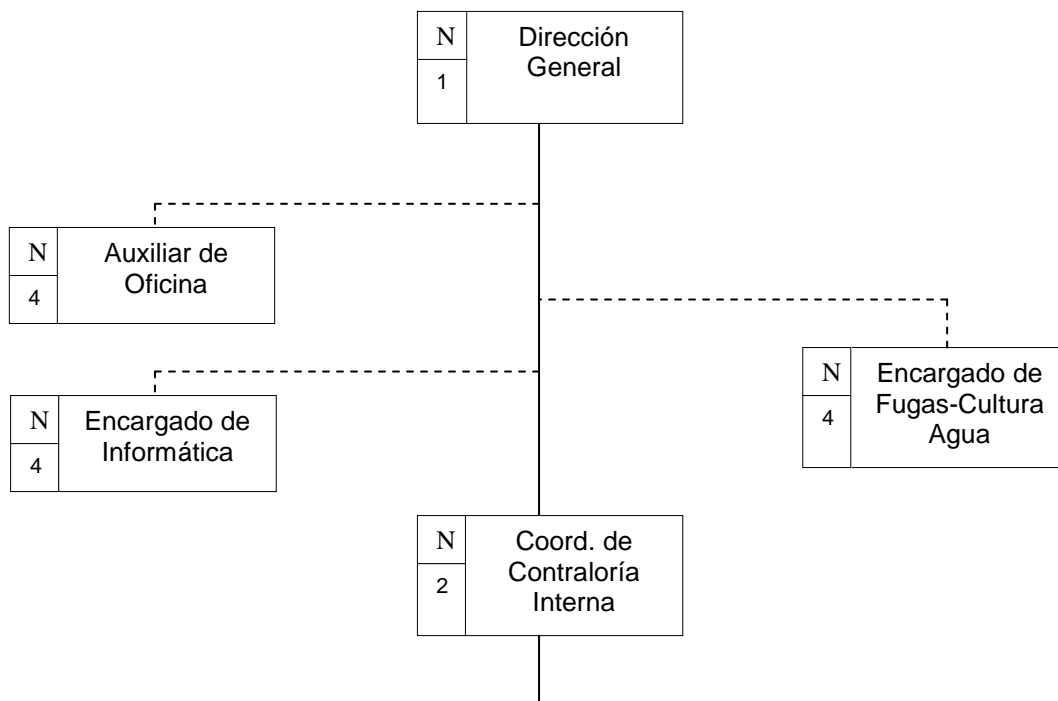 N
1
Dirección
General
N
4
Auxiliar de
Oficina
N
4
Encargado de
Fugas-Cultura
Agua
N
4
Encargado de
Informática
N
2
Coord. de
Contraloría
Interna